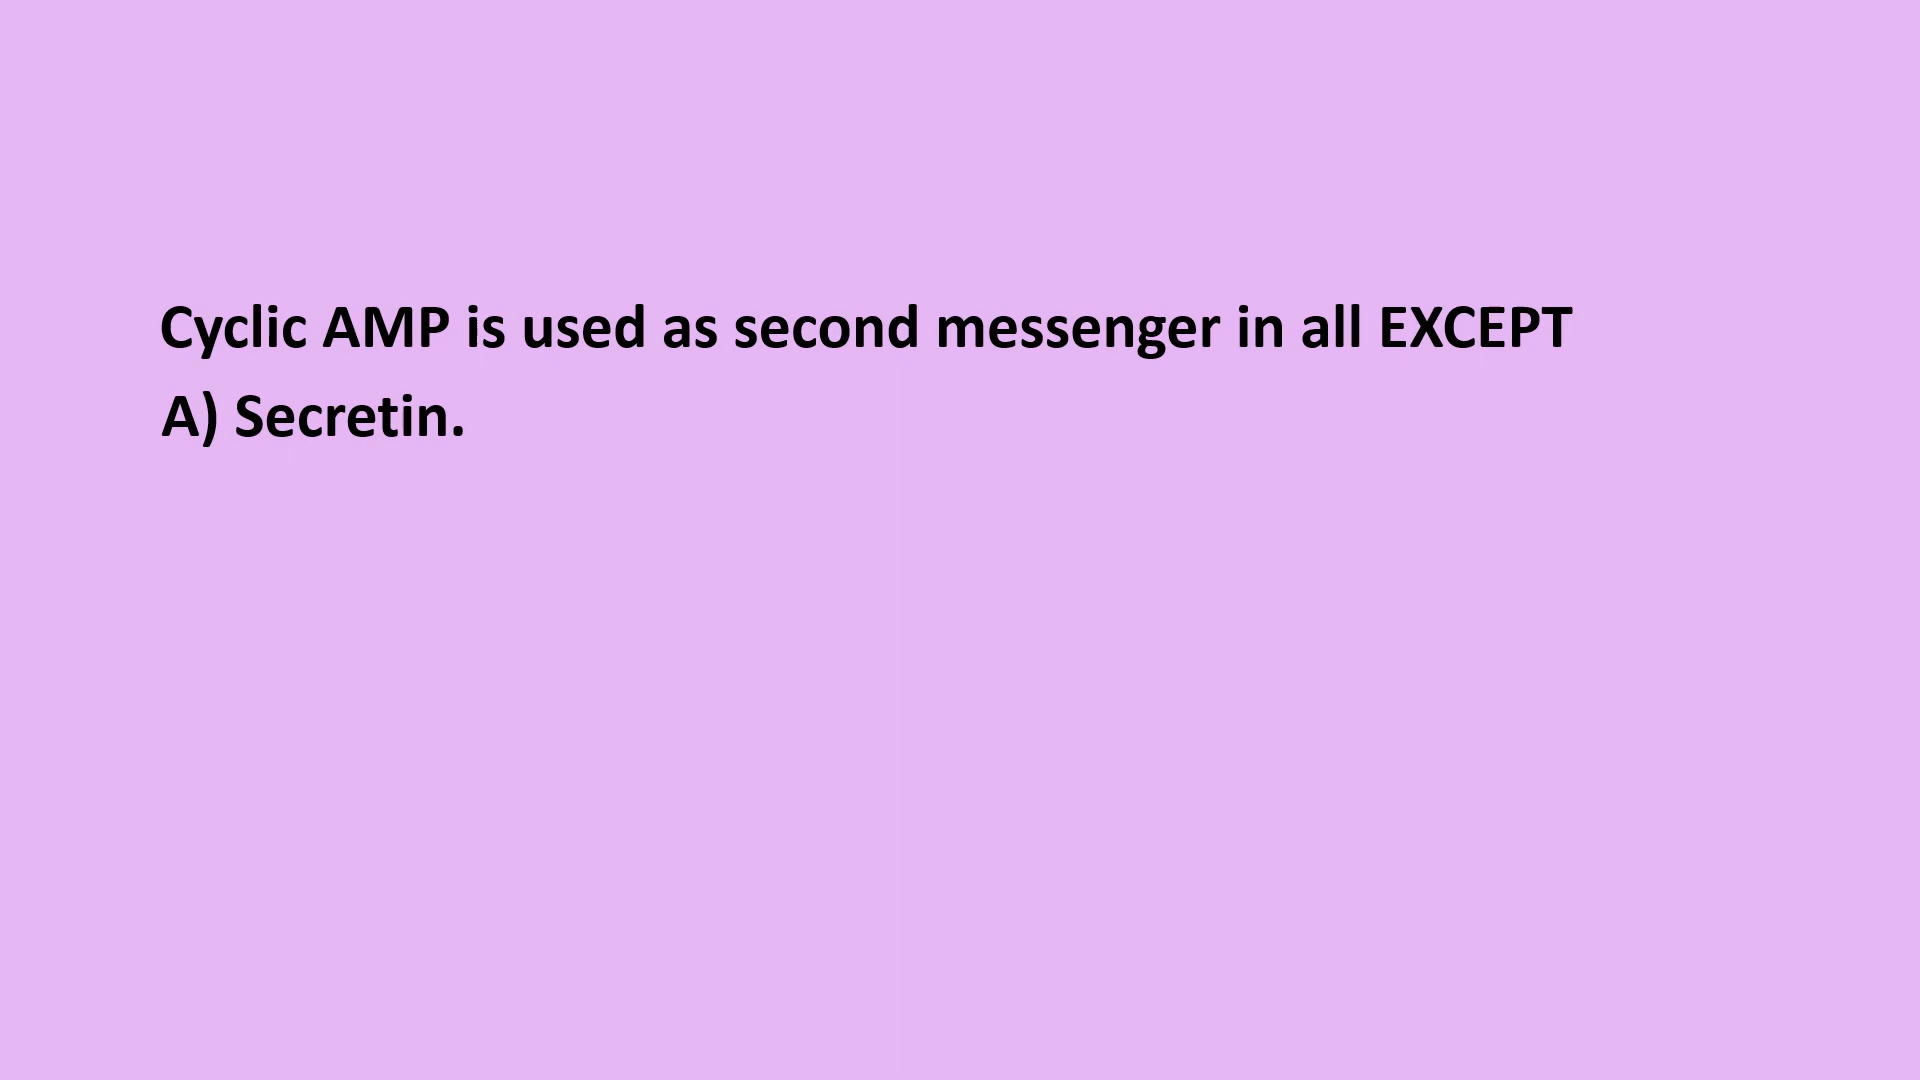 Cyclic AMP is used as second messenger in all EXCEPT
A) Secretin.